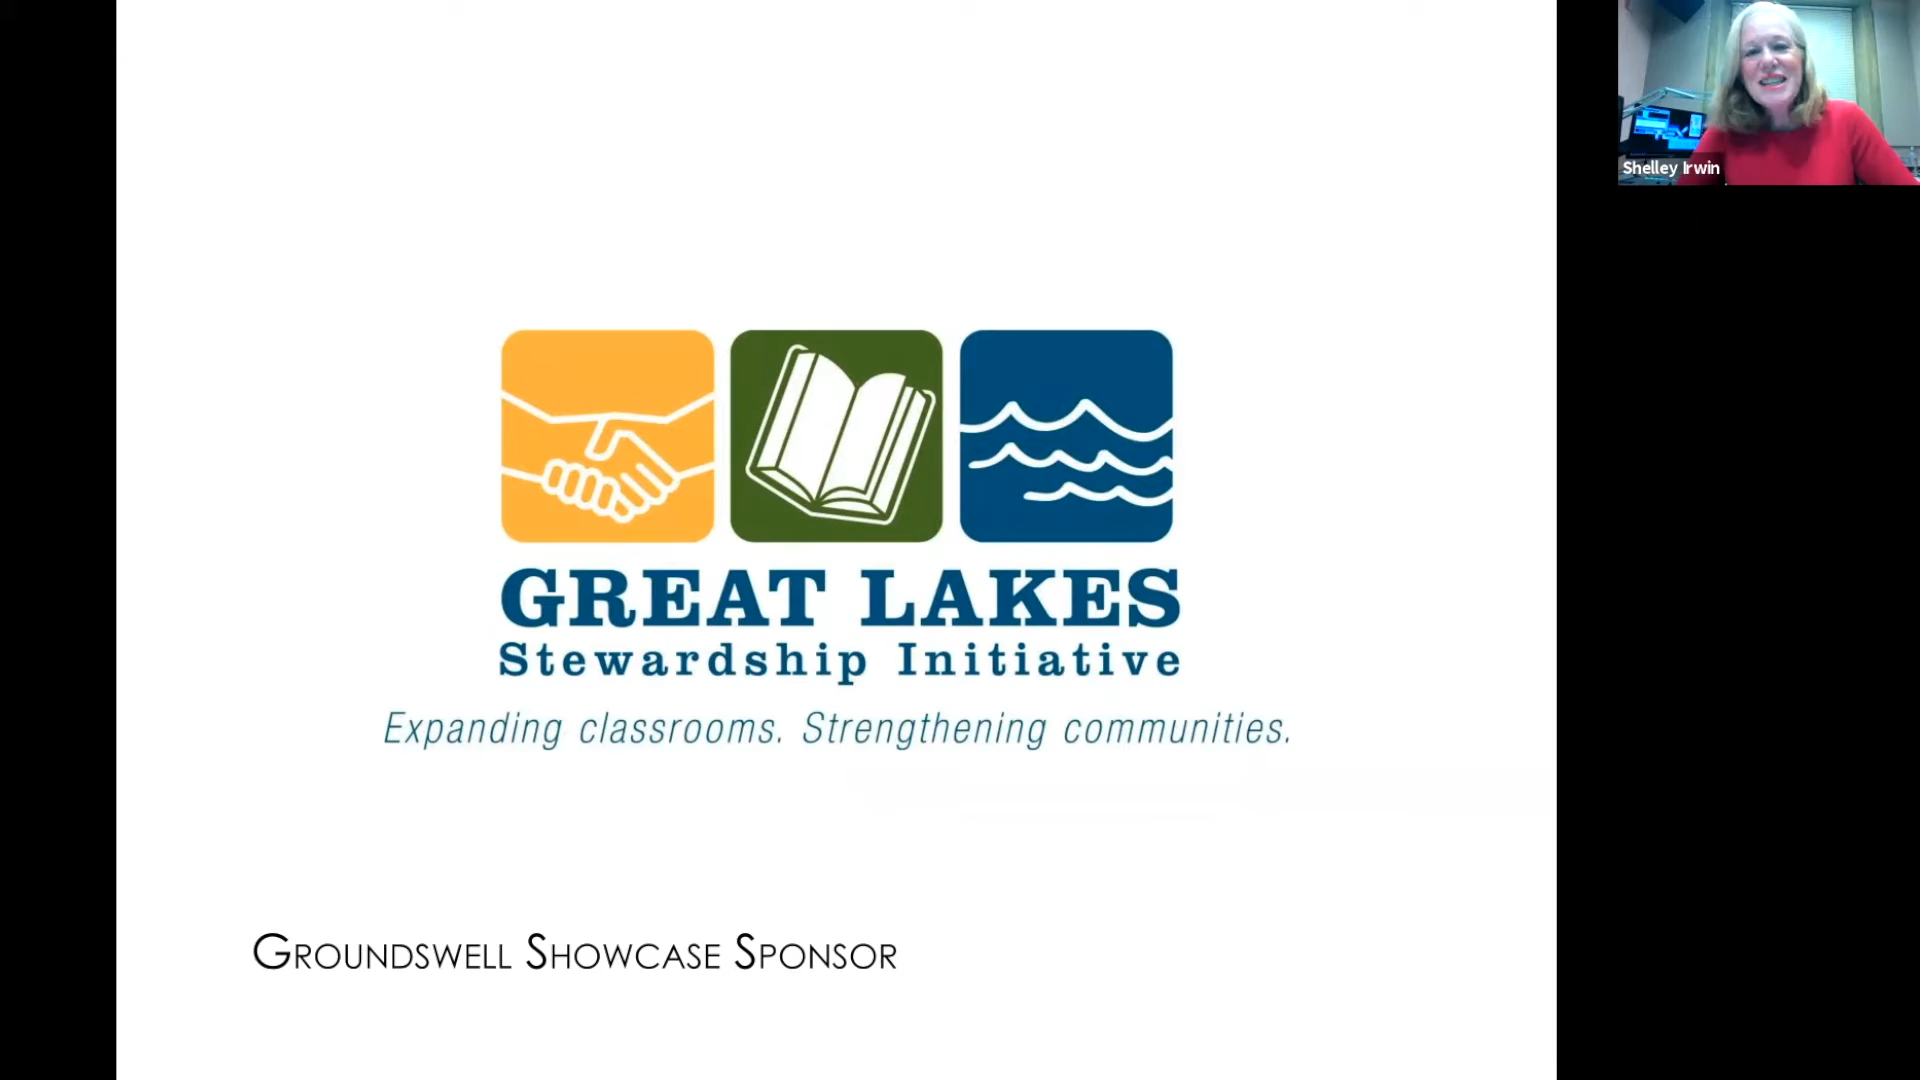 Shelley Irwin
GREAT LAKES
Stewardship Initiative
Expanding classrooms. Strengthening communities.
GROUNDSWELL SHOWCASE SPONSOR